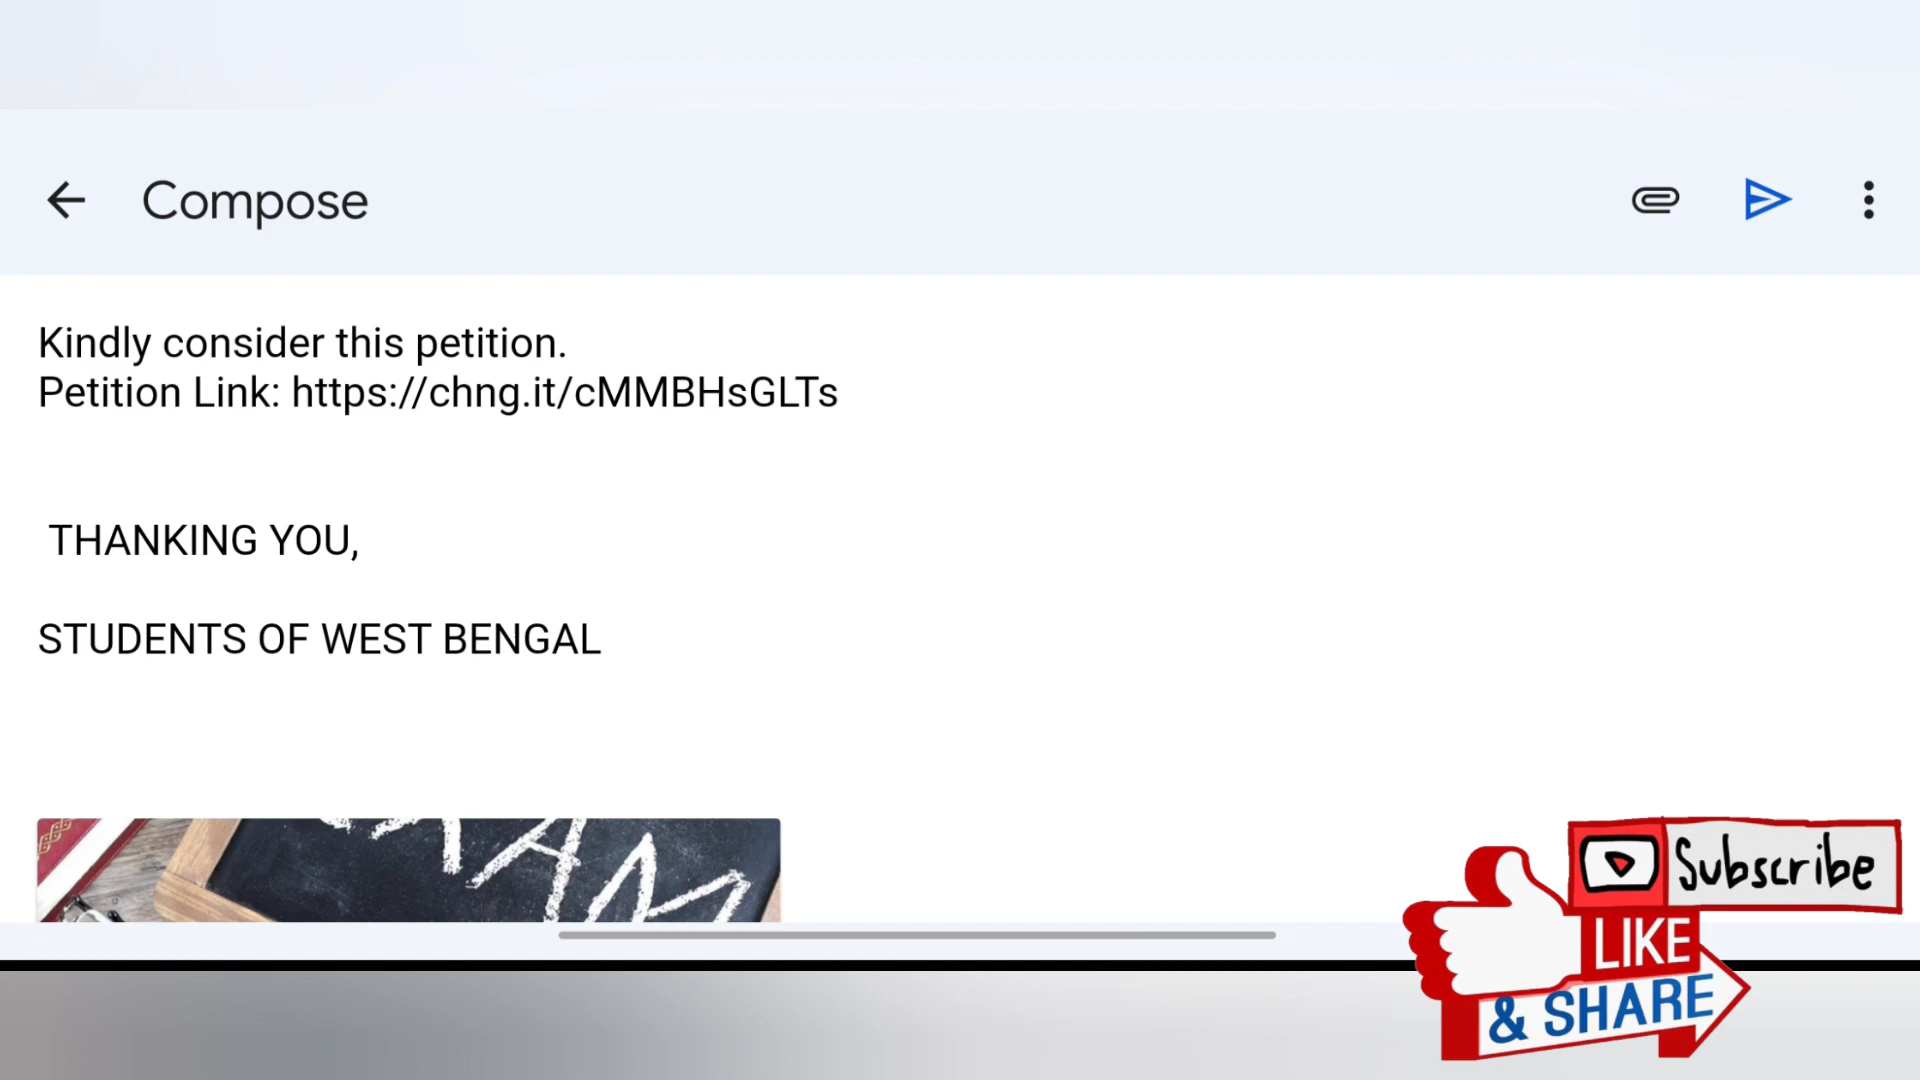 Compose
Kindly consider this petition.
Petition Link: https://chng.it/cMMBHsGLTs
THANKING YOU,
STUDENTS OF WEST BENGAL
Subscribe
LIKE
& SHARE